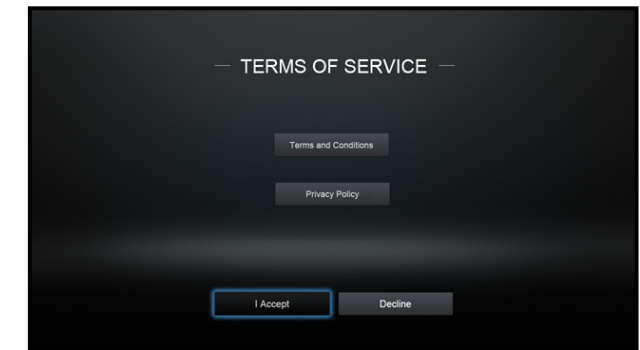 TERMS OF SERVICE
Terms and Conditions
Privacy Policy
I Accept Decline